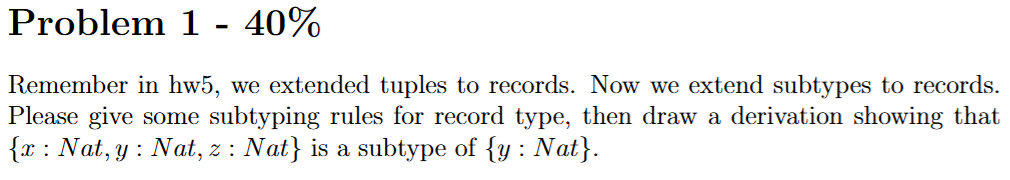 Problem 1 - 40%
Remember in hw5, we extended tuples to records. Now we extend subtypes to records.
Please give some subtyping rules for record type, then draw a derivation showing that
{x : Nat, y : Nat, z : Nat} is a subtype of {y : Nat}.